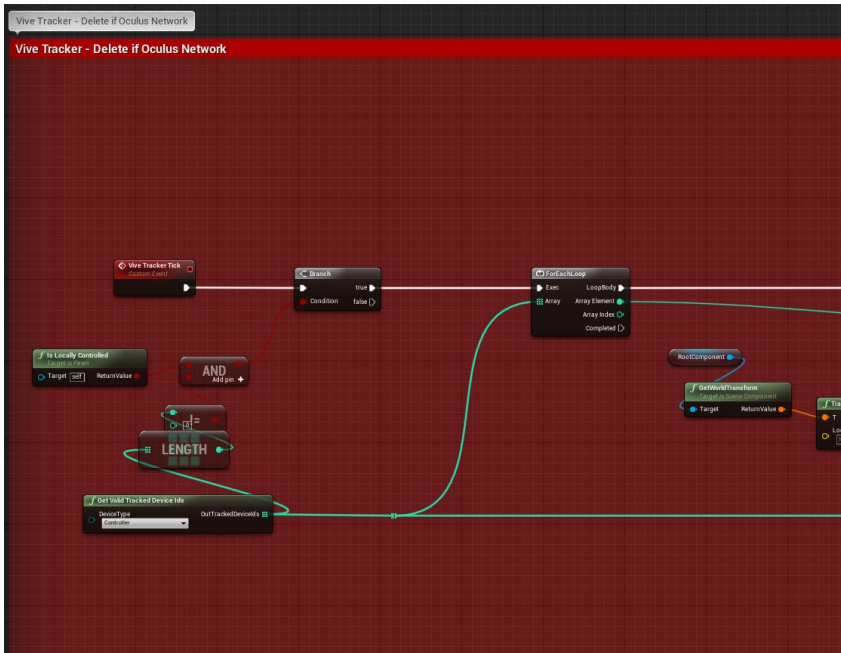 Vive Tracker - Delete if Oculus Network
Vive Tracker - Delete if Oculus Network
Vive Tracker Tick
Custom Event
Branch
true
Condition
false
ForEachLoop
Exec
LoopBody
Array
Array Element
Array Index
Completed
Is Locally Controlled
Target is Pawn
Target
self
ReturnValue
AND
Add pin +
!=
0
LENGTH
RootComponent
GetWorldTransform
Target is Scene Component
Target
ReturnValue
T
Get Valid Tracked Device Ids
DeviceType
Controller
OutTrackedDeviceIds